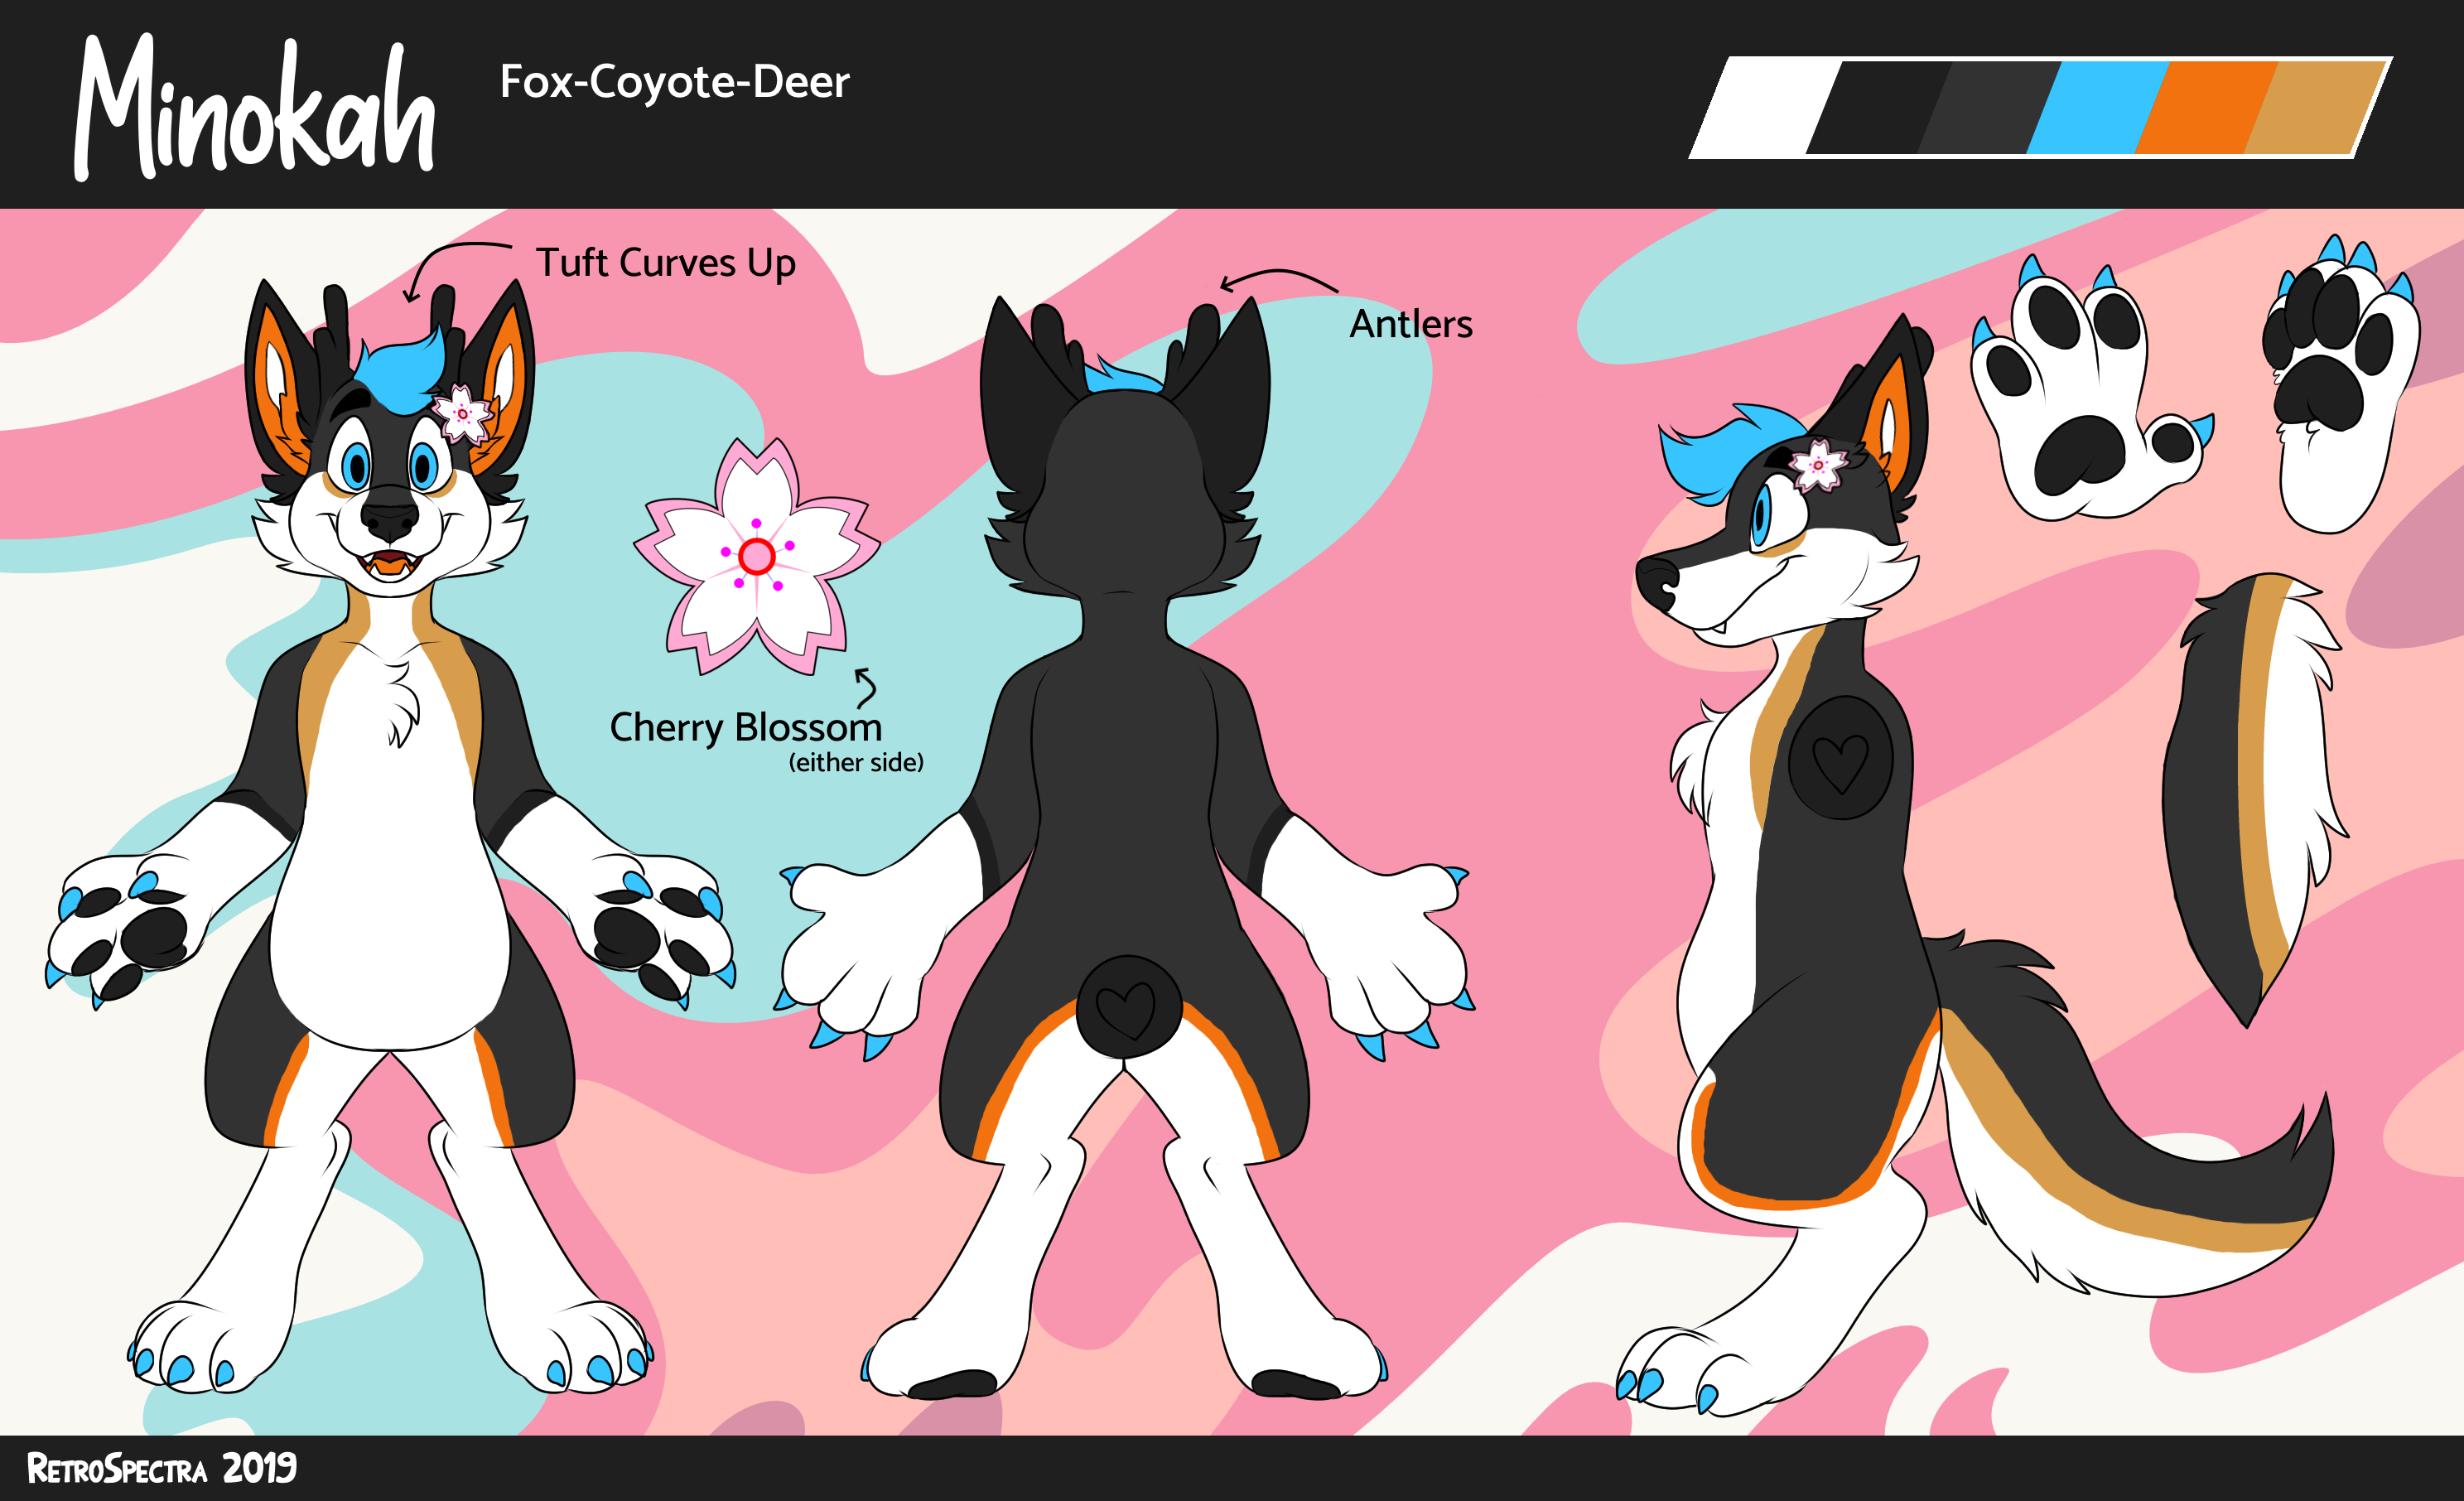 Minokah
Fox-Coyote-Deer
Tuft Curves Up
Antlers
Cherry Blossom
(either side)
RetroSpectra 2019